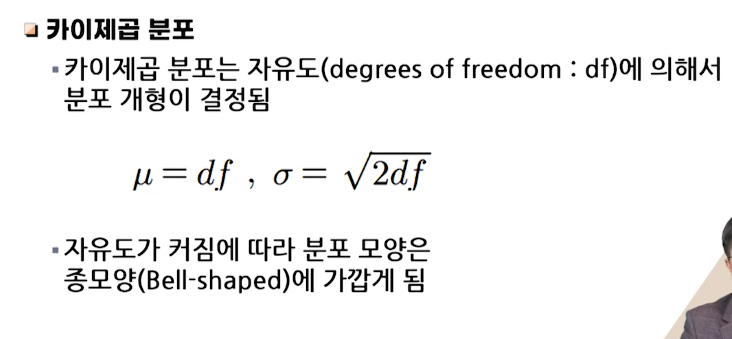 카이제곱 분포
카이제곱 분포는 자유도(degrees of freedom : df)에 의해서
분포 개형이 결정됨
μ = df , σ = √2df
자유도가 커짐에 따라 분포 모양은
종모양(Bell-shaped)에 가깝게 됨